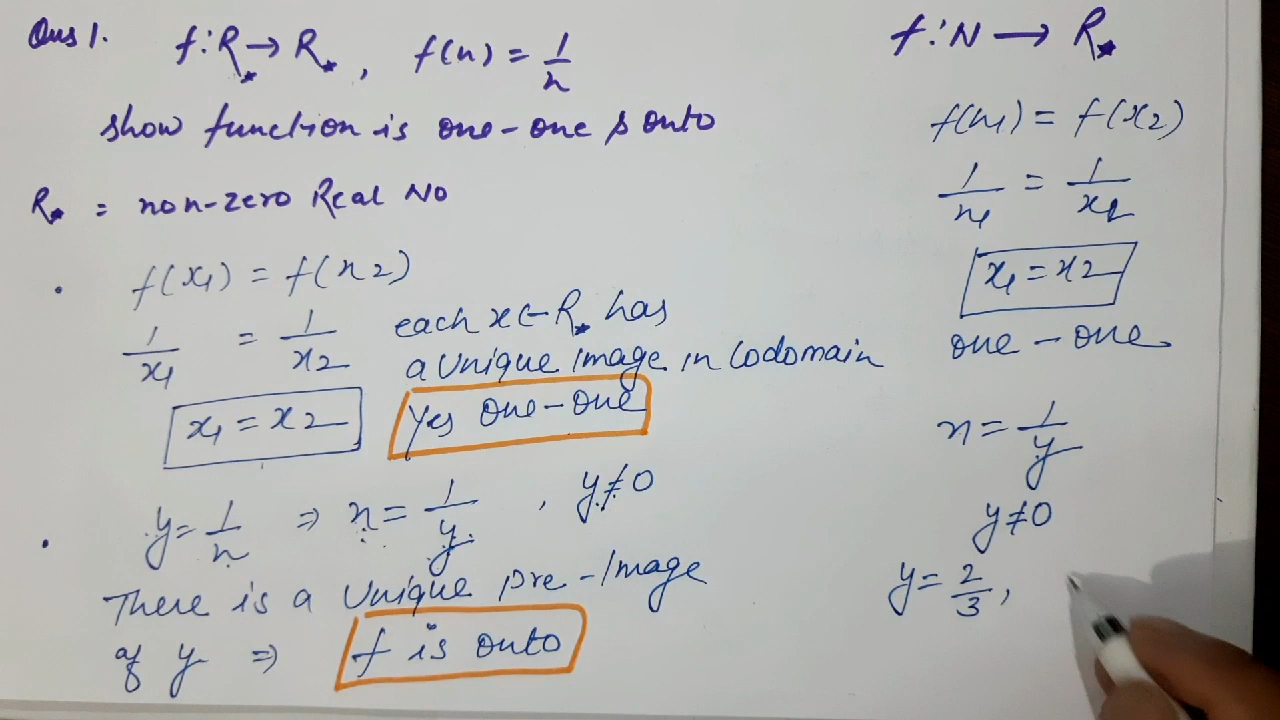 Ques 1. f: R⋆ → R⋆ , f(x) = 1/x
show function is one-one & onto
R⋆ = non-zero Real No
. f(x1) = f(x2)
1/x1 = 1/x2
each x ∈ R⋆ has
a unique image in Codomain
x1 = x2
Yes one-one
. y = 1/x ⇒ x = 1/y , y ≠ 0
There is a Unique pre-image
of y ⇒ f is onto
f: N → R⋆
f(x1) = f(x2)
1/x1 = 1/x2
x1 = x2
one-one
x = 1/y
y ≠ 0
y = 2/3 ,